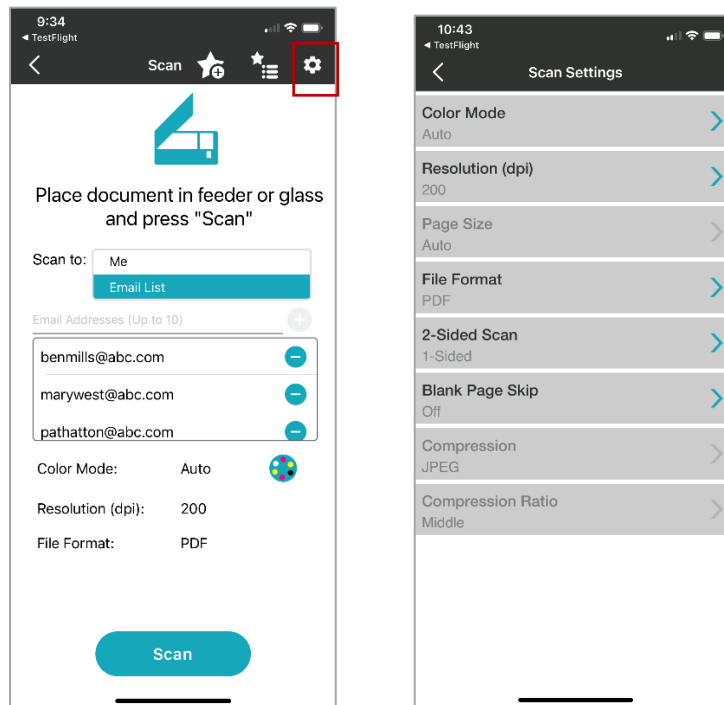 9:34
◄ TestFlight
Scan
Place document in feeder or glass
and press "Scan"
Scan to:
Me
Email List
Email Addresses (Up to 10)
benmills@abc.com
marywest@abc.com
pathatton@abc.com
Color Mode: Auto
Resolution (dpi): 200
File Format: PDF
Scan
10:43
◄ TestFlight
Scan Settings
Color Mode
Auto
Resolution (dpi)
200
Page Size
Auto
File Format
PDF
2-Sided Scan
1-Sided
Blank Page Skip
Off
Compression
JPEG
Compression Ratio
Middle